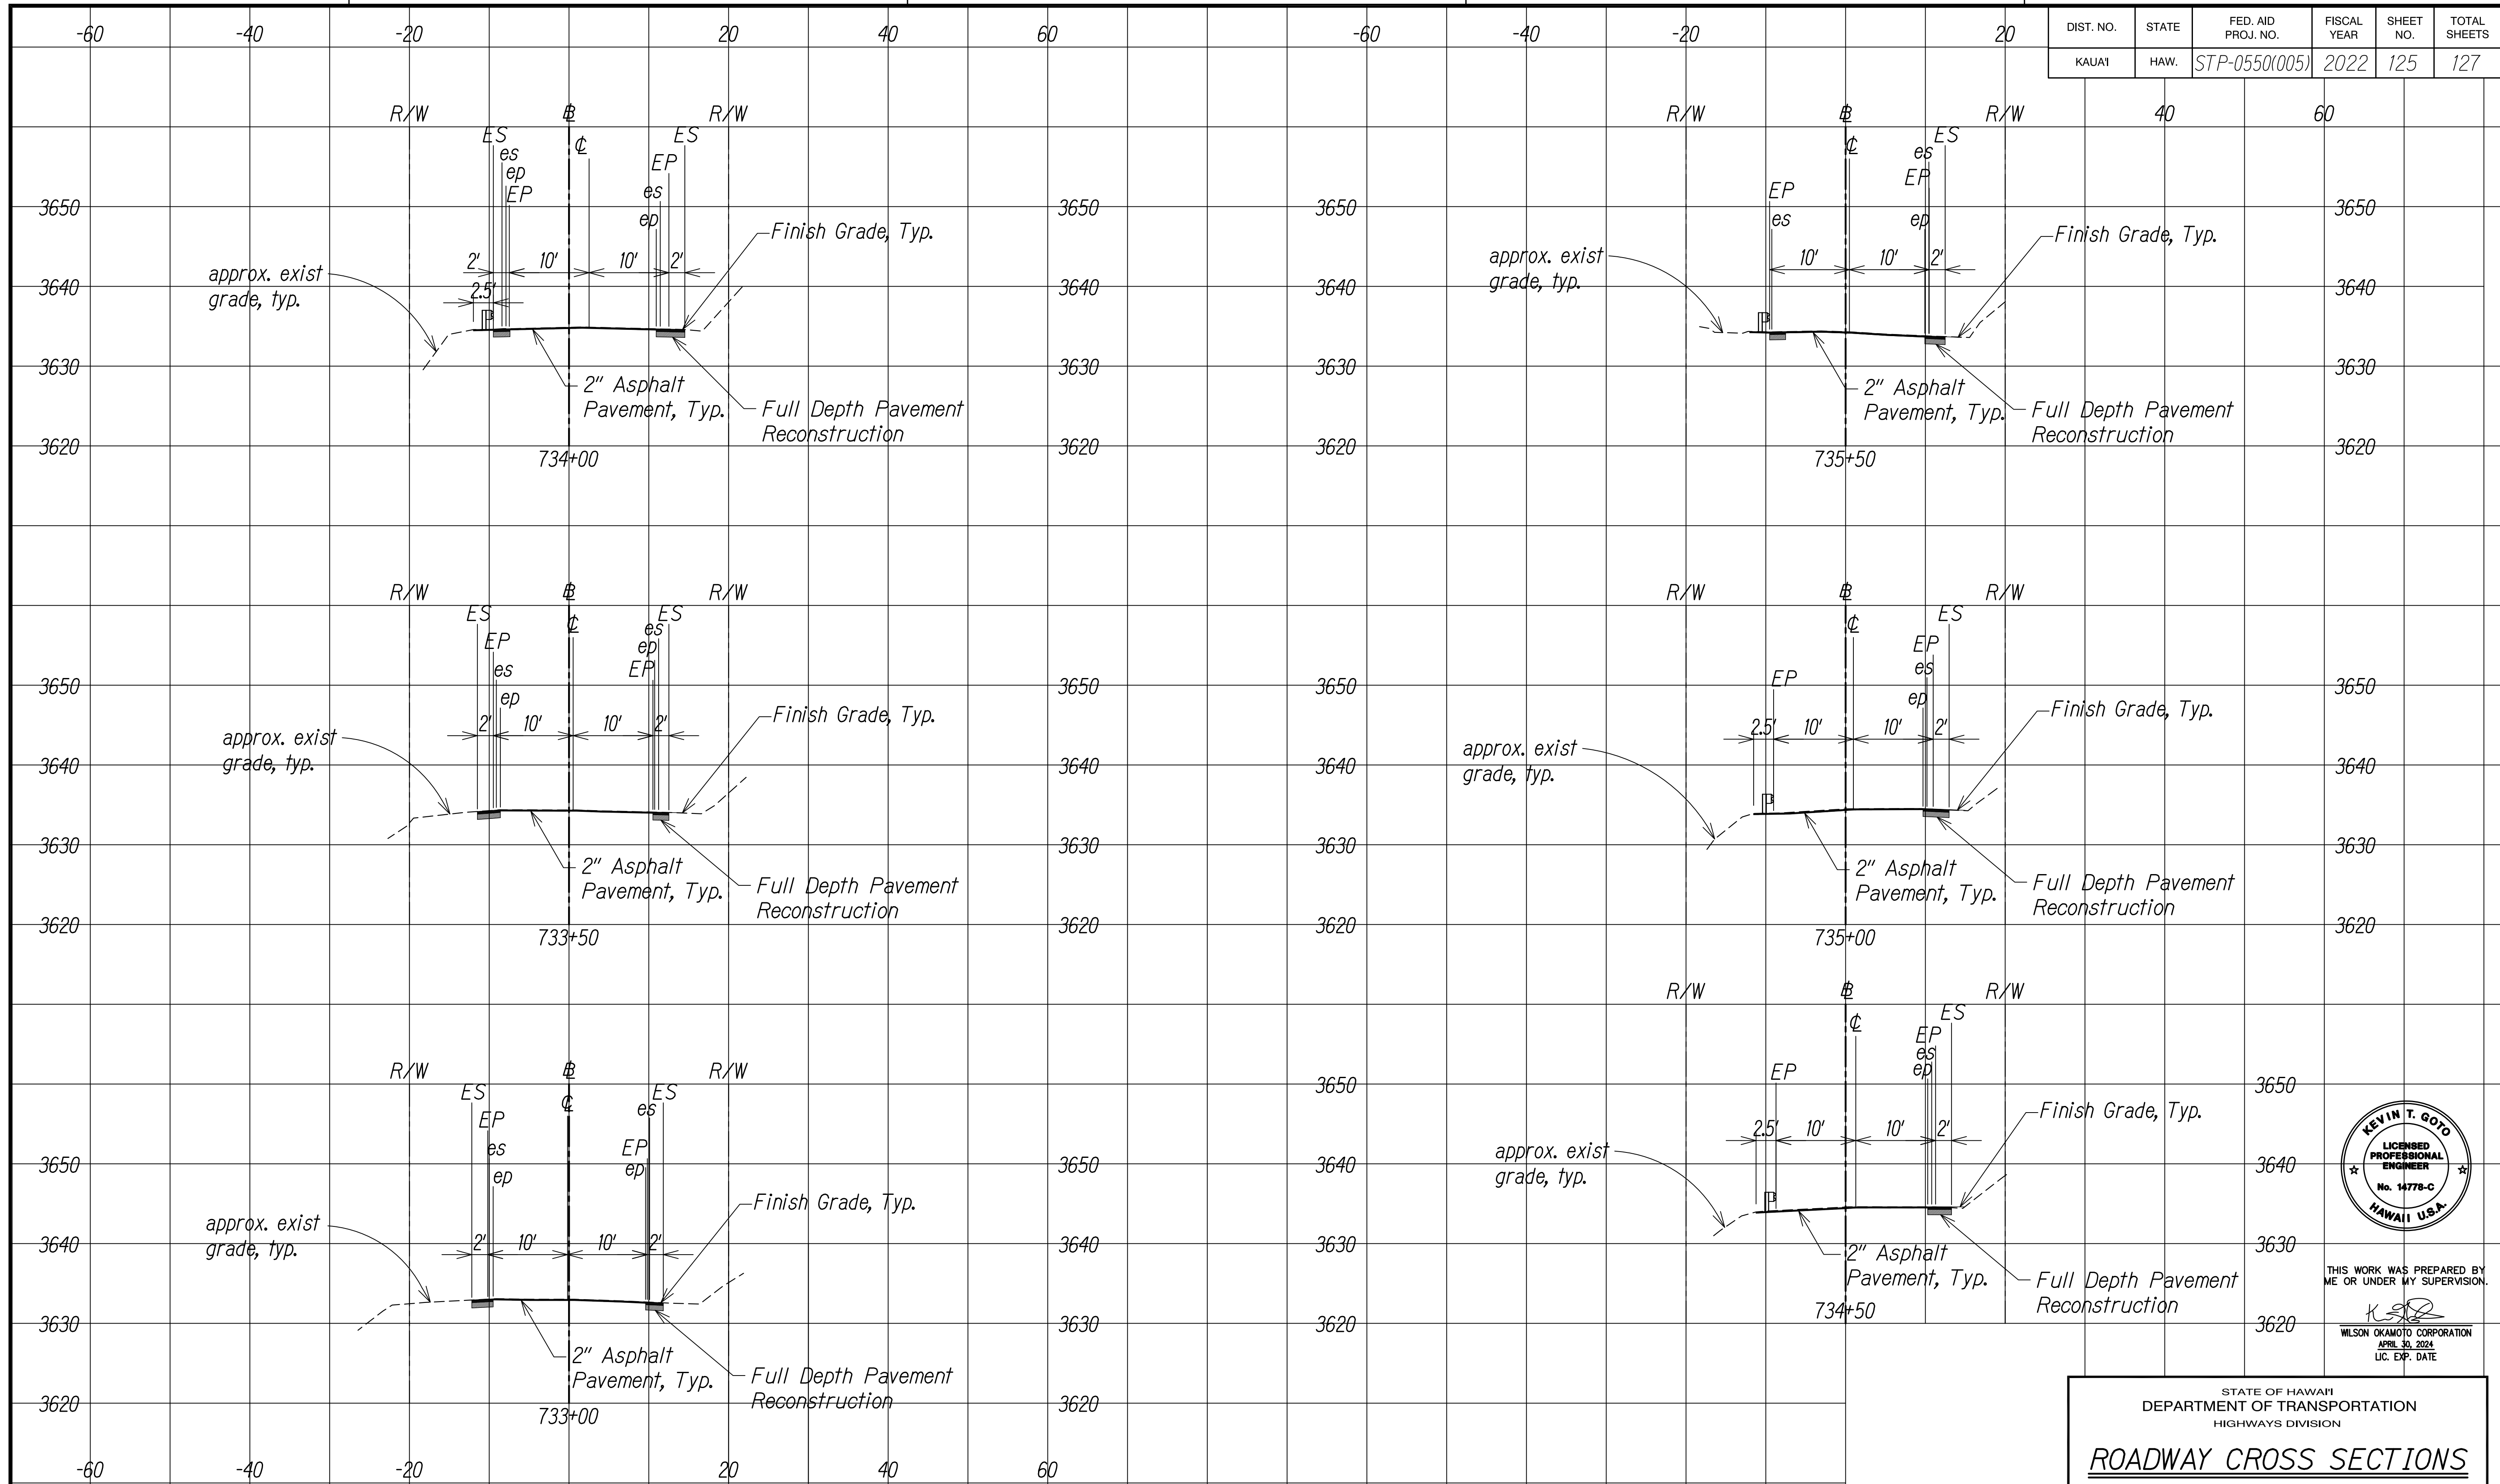 -60 -40 -20 20 40 60 -60 -40 -20 20
DIST. NO. STATE FED. AID PROJ. NO. FISCAL YEAR SHEET NO. TOTAL SHEETS
KAUA'I HAW. STP-0550(005) 2022 125 127
R/W ℄ R/W
ES
es
ep
EP
℄
ES
EP
es
ep
3650 3650
Finish Grade, Typ.
2' 10' 10' 2'
approx. exist
grade, typ.
2.5'
3640 3640
3630 3630
2" Asphalt
Pavement, Typ.
Full Depth Pavement
Reconstruction
3620 3620
734+00
R/W ℄ R/W
ES
EP
es
ep
℄
ES
es
ep
EP
3650 3650
Finish Grade, Typ.
2' 10' 10' 2'
approx. exist
grade, typ.
3640 3640
3630 3630
2" Asphalt
Pavement, Typ.
Full Depth Pavement
Reconstruction
3620 3620
733+50
R/W ℄ R/W
ES
EP
es
ep
℄
ES
es
EP
ep
3650 3650
Finish Grade, Typ.
approx. exist
grade, typ.
2' 10' 10' 2'
3640 3640
3630 3630
2" Asphalt
Pavement, Typ.
Full Depth Pavement
Reconstruction
3620 3620
733+00
-60 -40 -20 20 40 60
R/W ℄ R/W 40 60
℄
ES
es
EP
ep
EP
es
3650 3650
Finish Grade, Typ.
approx. exist
grade, typ.
10' 10' 2'
3640 3640
3630 3630
2" Asphalt
Pavement, Typ.
Full Depth Pavement
Reconstruction
3620 3620
735+50
R/W ℄ R/W
℄
ES
EP
es
ep
EP
3650 3650
Finish Grade, Typ.
2.5' 10' 10' 2'
approx. exist
grade, typ.
3640 3640
3630 3630
2" Asphalt
Pavement, Typ.
Full Depth Pavement
Reconstruction
3620 3620
735+00
R/W ℄ R/W
℄
ES
EP
es
ep
EP
3650 3650
Finish Grade, Typ.
2.5' 10' 10' 2'
approx. exist
grade, typ.
3640 3640
3630 3630
2" Asphalt
Pavement, Typ.
Full Depth Pavement
Reconstruction
734+50
3620 3620
KEVIN T. GOTO
LICENSED
PROFESSIONAL
ENGINEER
No. 14778-C
HAWAII U.S.A.
THIS WORK WAS PREPARED BY
ME OR UNDER MY SUPERVISION.
WILSON OKAMOTO CORPORATION
APRIL 30, 2024
LIC. EXP. DATE
STATE OF HAWAI'I
DEPARTMENT OF TRANSPORTATION
HIGHWAYS DIVISION
ROADWAY CROSS SECTIONS